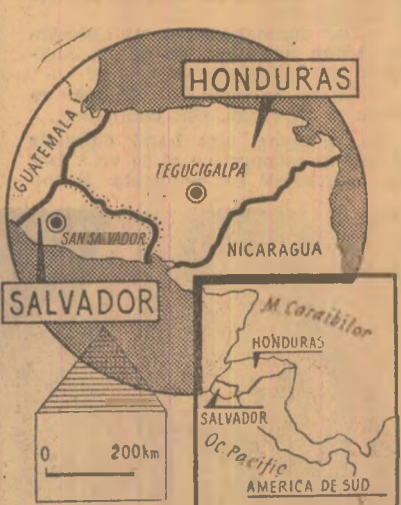 HONDURAS
GUATEMALA
TEGUCIGALPA
SAN SALVADOR
NICARAGUA
SALVADOR
M. Caraibilor
HONDURAS
SALVADOR
Oc. Pacific
AMERICA DE SUD
0 200km